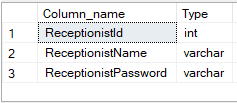 Column_name Type
1 ReceptionistId int
2 ReceptionistName varchar
3 ReceptionistPassword varchar